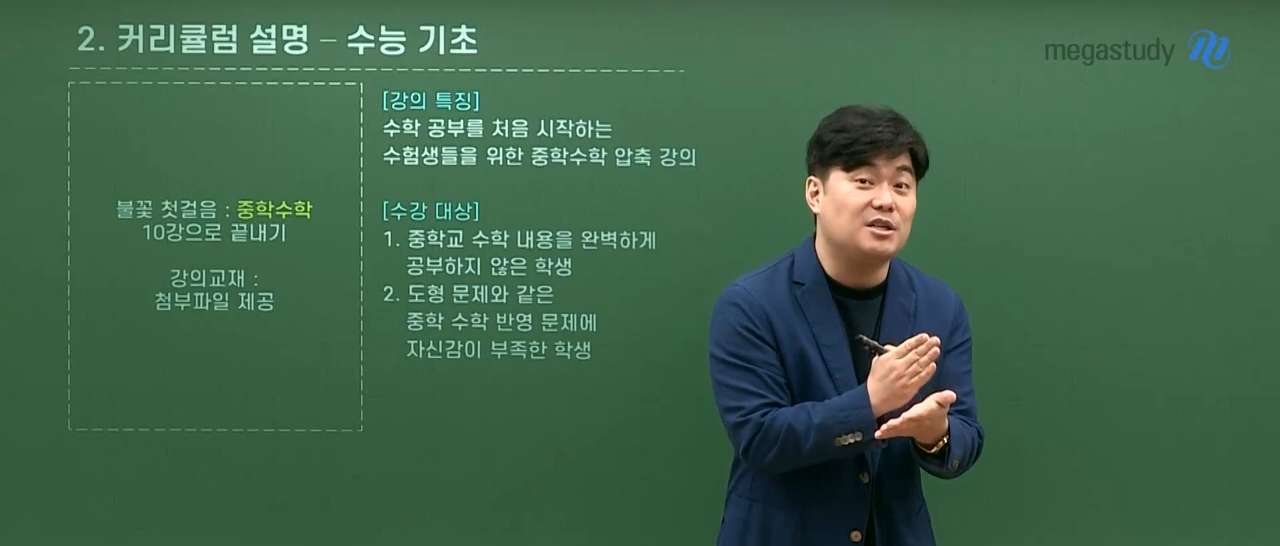 2. 커리큘럼 설명 – 수능 기초
megastudy
불꽃 첫걸음 : 중학수학
10강으로 끝내기
강의교재 :
첨부파일 제공
[강의 특징]
수학 공부를 처음 시작하는
수험생들을 위한 중학수학 압축 강의
[수강 대상]
1. 중학교 수학 내용을 완벽하게
공부하지 않은 학생
2. 도형 문제와 같은
중학 수학 반영 문제에
자신감이 부족한 학생